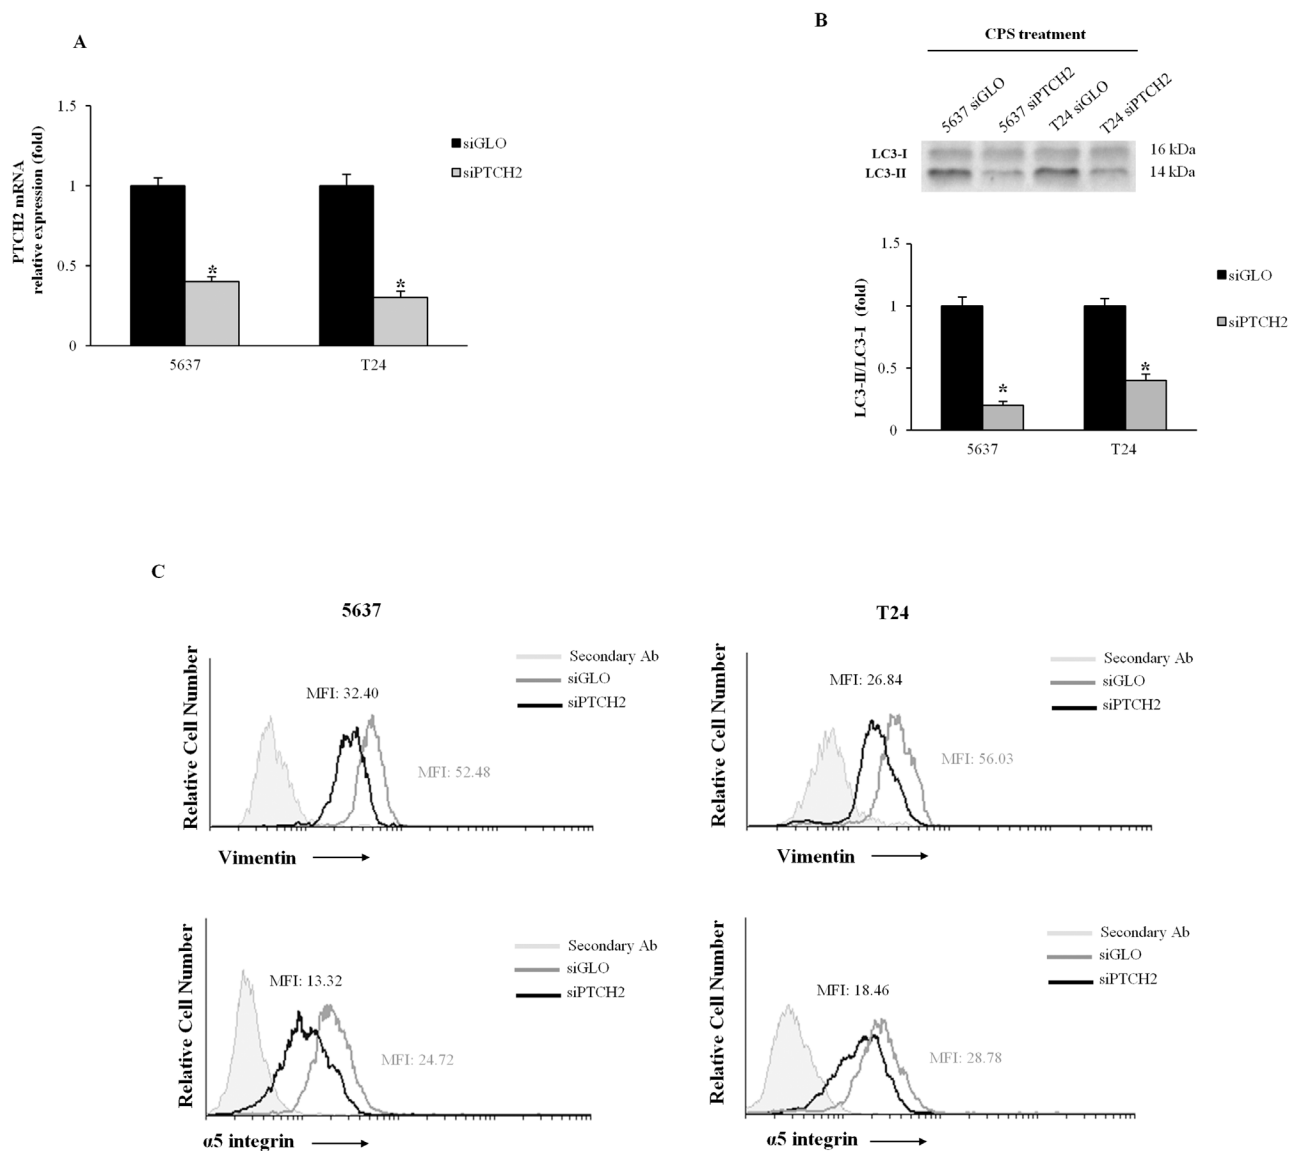 A
PTCH2 mRNA
relative expression (fold)
1.5
1
0.5
0
*
*
5637
T24
siGLO
siPTCH2
B
CPS treatment
5637 siGLO
5637 siPTCH2
T24 siGLO
T24 siPTCH2
LC3-I
16 kDa
LC3-II
14 kDa
LC3-II/LC3-I (fold)
1.5
1
0.5
0
*
*
5637
T24
siGLO
siPTCH2
C
5637
Relative Cell Number
MFI: 32.40
MFI: 52.48
Secondary Ab
siGLO
siPTCH2
Vimentin
T24
Relative Cell Number
MFI: 26.84
MFI: 56.03
Secondary Ab
siGLO
siPTCH2
Vimentin
Relative Cell Number
MFI: 13.32
MFI: 24.72
Secondary Ab
siGLO
siPTCH2
α5 integrin
Relative Cell Number
MFI: 18.46
MFI: 28.78
Secondary Ab
siGLO
siPTCH2
α5 integrin